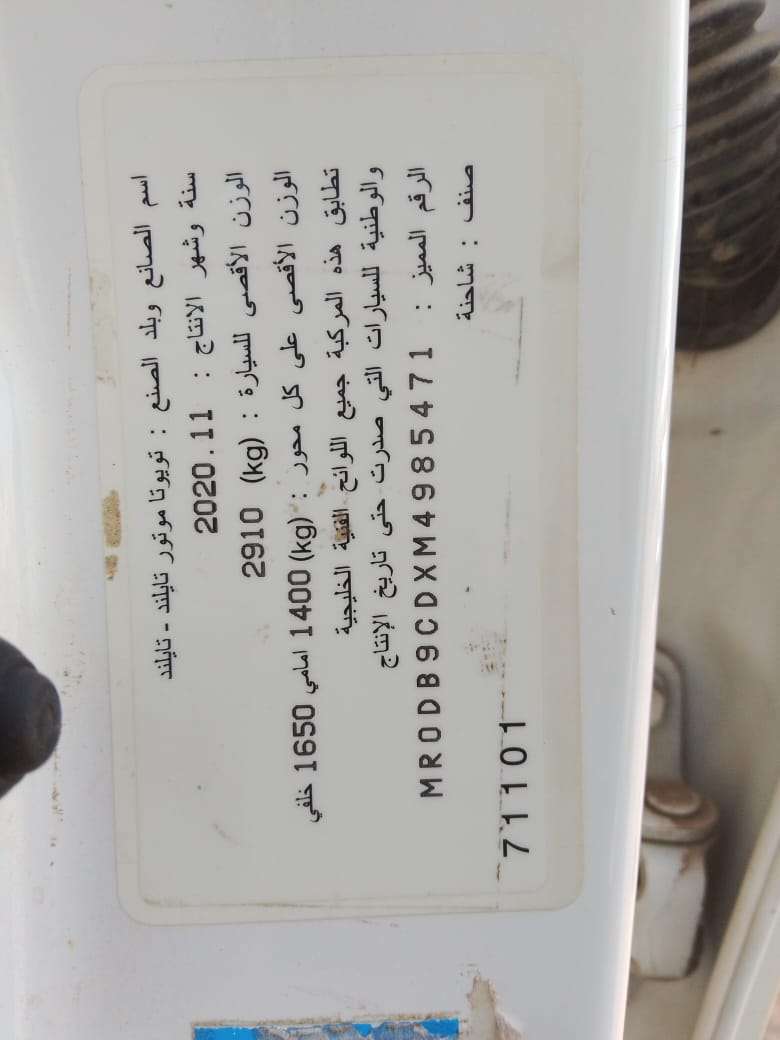 اسم الصانع وبلد الصنع : تويوتا موتور تايلند - تايلند
سنة وشهر الانتاج : 2020.11
الوزن الأقصى للسيارة : 2910 (kg)
الوزن الأقصى على كل محور : 1400(kg) امامي 1650 خلفي
تطابق هذه المركبة جميع اللوائح الفنية الخليجية
والوطنية للسيارات التي صدرت حتى تاريخ الإنتاج
الرقم المميز : MR0DB9CDXM4985471
صنف : شاحنة
71101